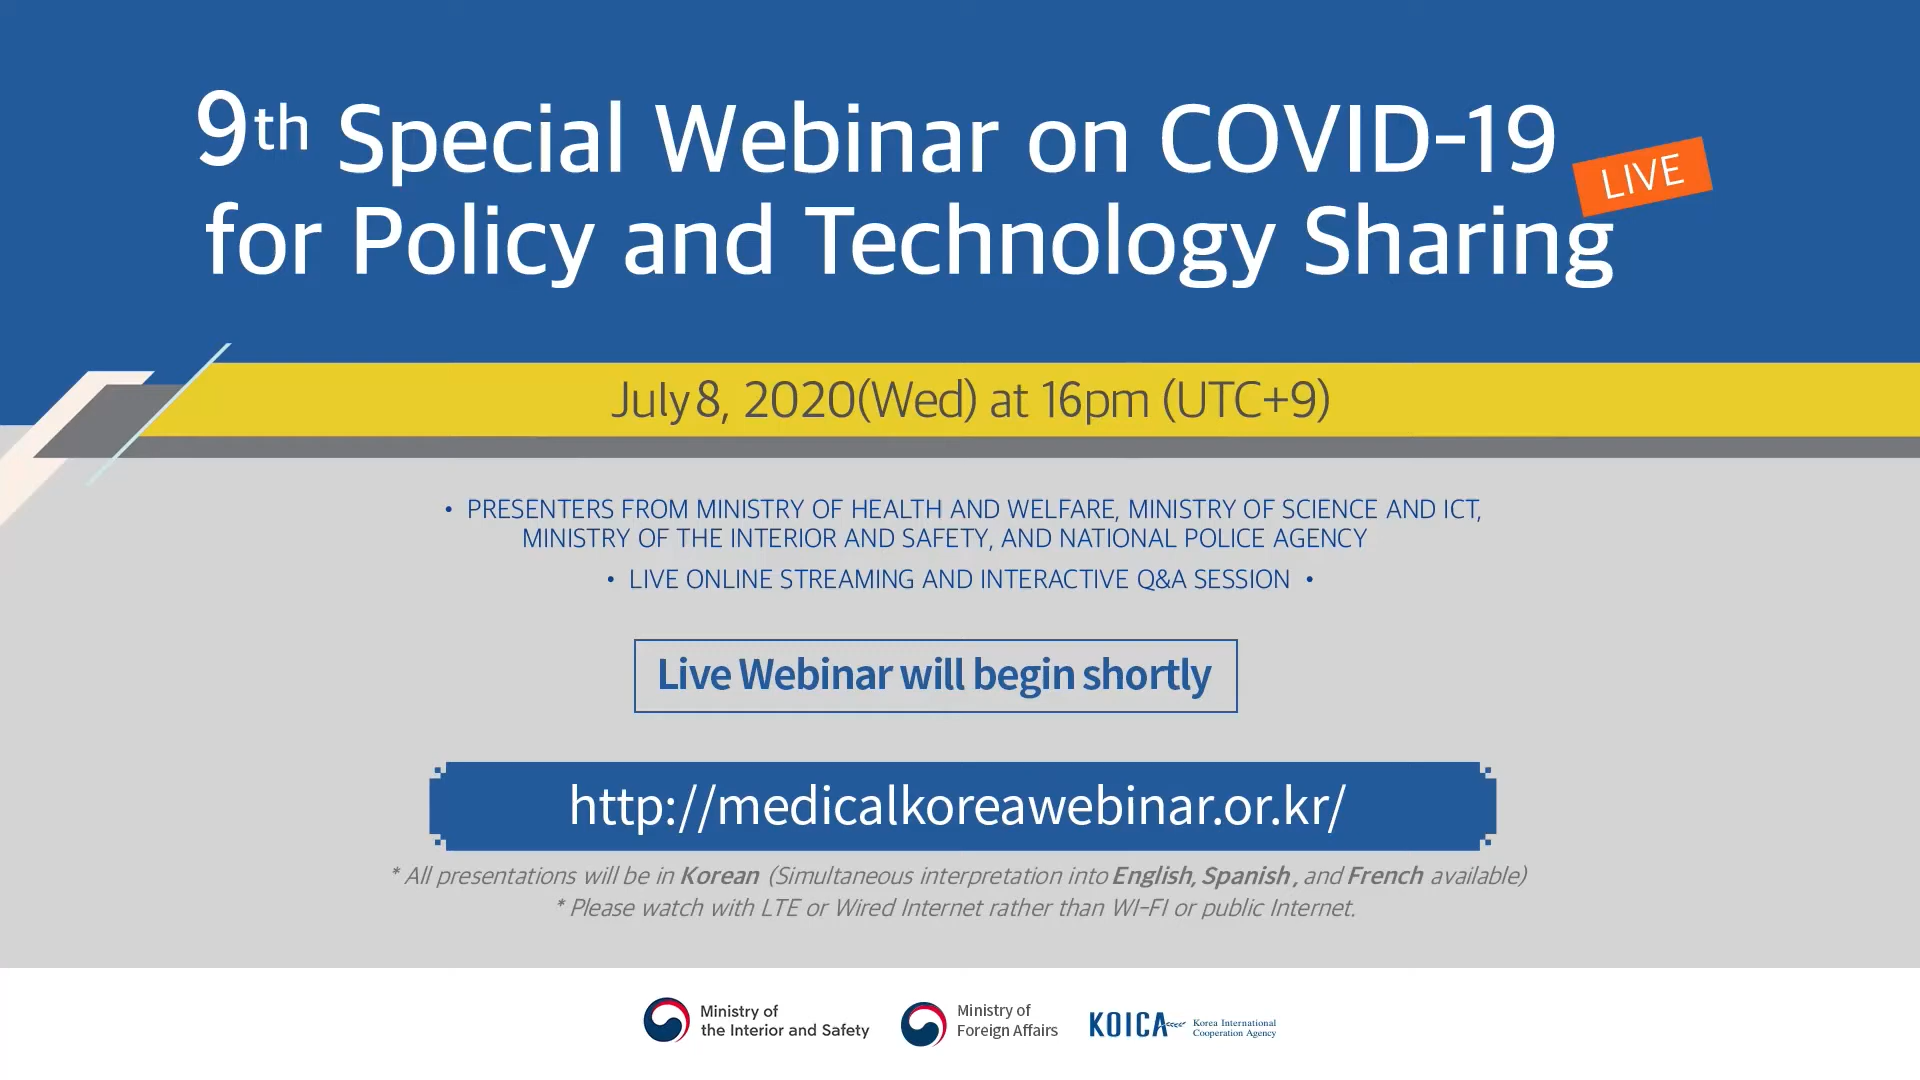 9th Special Webinar on COVID-19
LIVE
for Policy and Technology Sharing
July 8, 2020(Wed) at 16pm (UTC+9)
• PRESENTERS FROM MINISTRY OF HEALTH AND WELFARE, MINISTRY OF SCIENCE AND ICT,
MINISTRY OF THE INTERIOR AND SAFETY, AND NATIONAL POLICE AGENCY
• LIVE ONLINE STREAMING AND INTERACTIVE Q&A SESSION •
Live Webinar will begin shortly
http://medicalkoreawebinar.or.kr/
* All presentations will be in Korean (Simultaneous interpretation into English, Spanish, and French available)
* Please watch with LTE or Wired Internet rather than WI-FI or public Internet.
Ministry of
the Interior and Safety
Ministry of
Foreign Affairs
KOICA
Korea International
Cooperation Agency